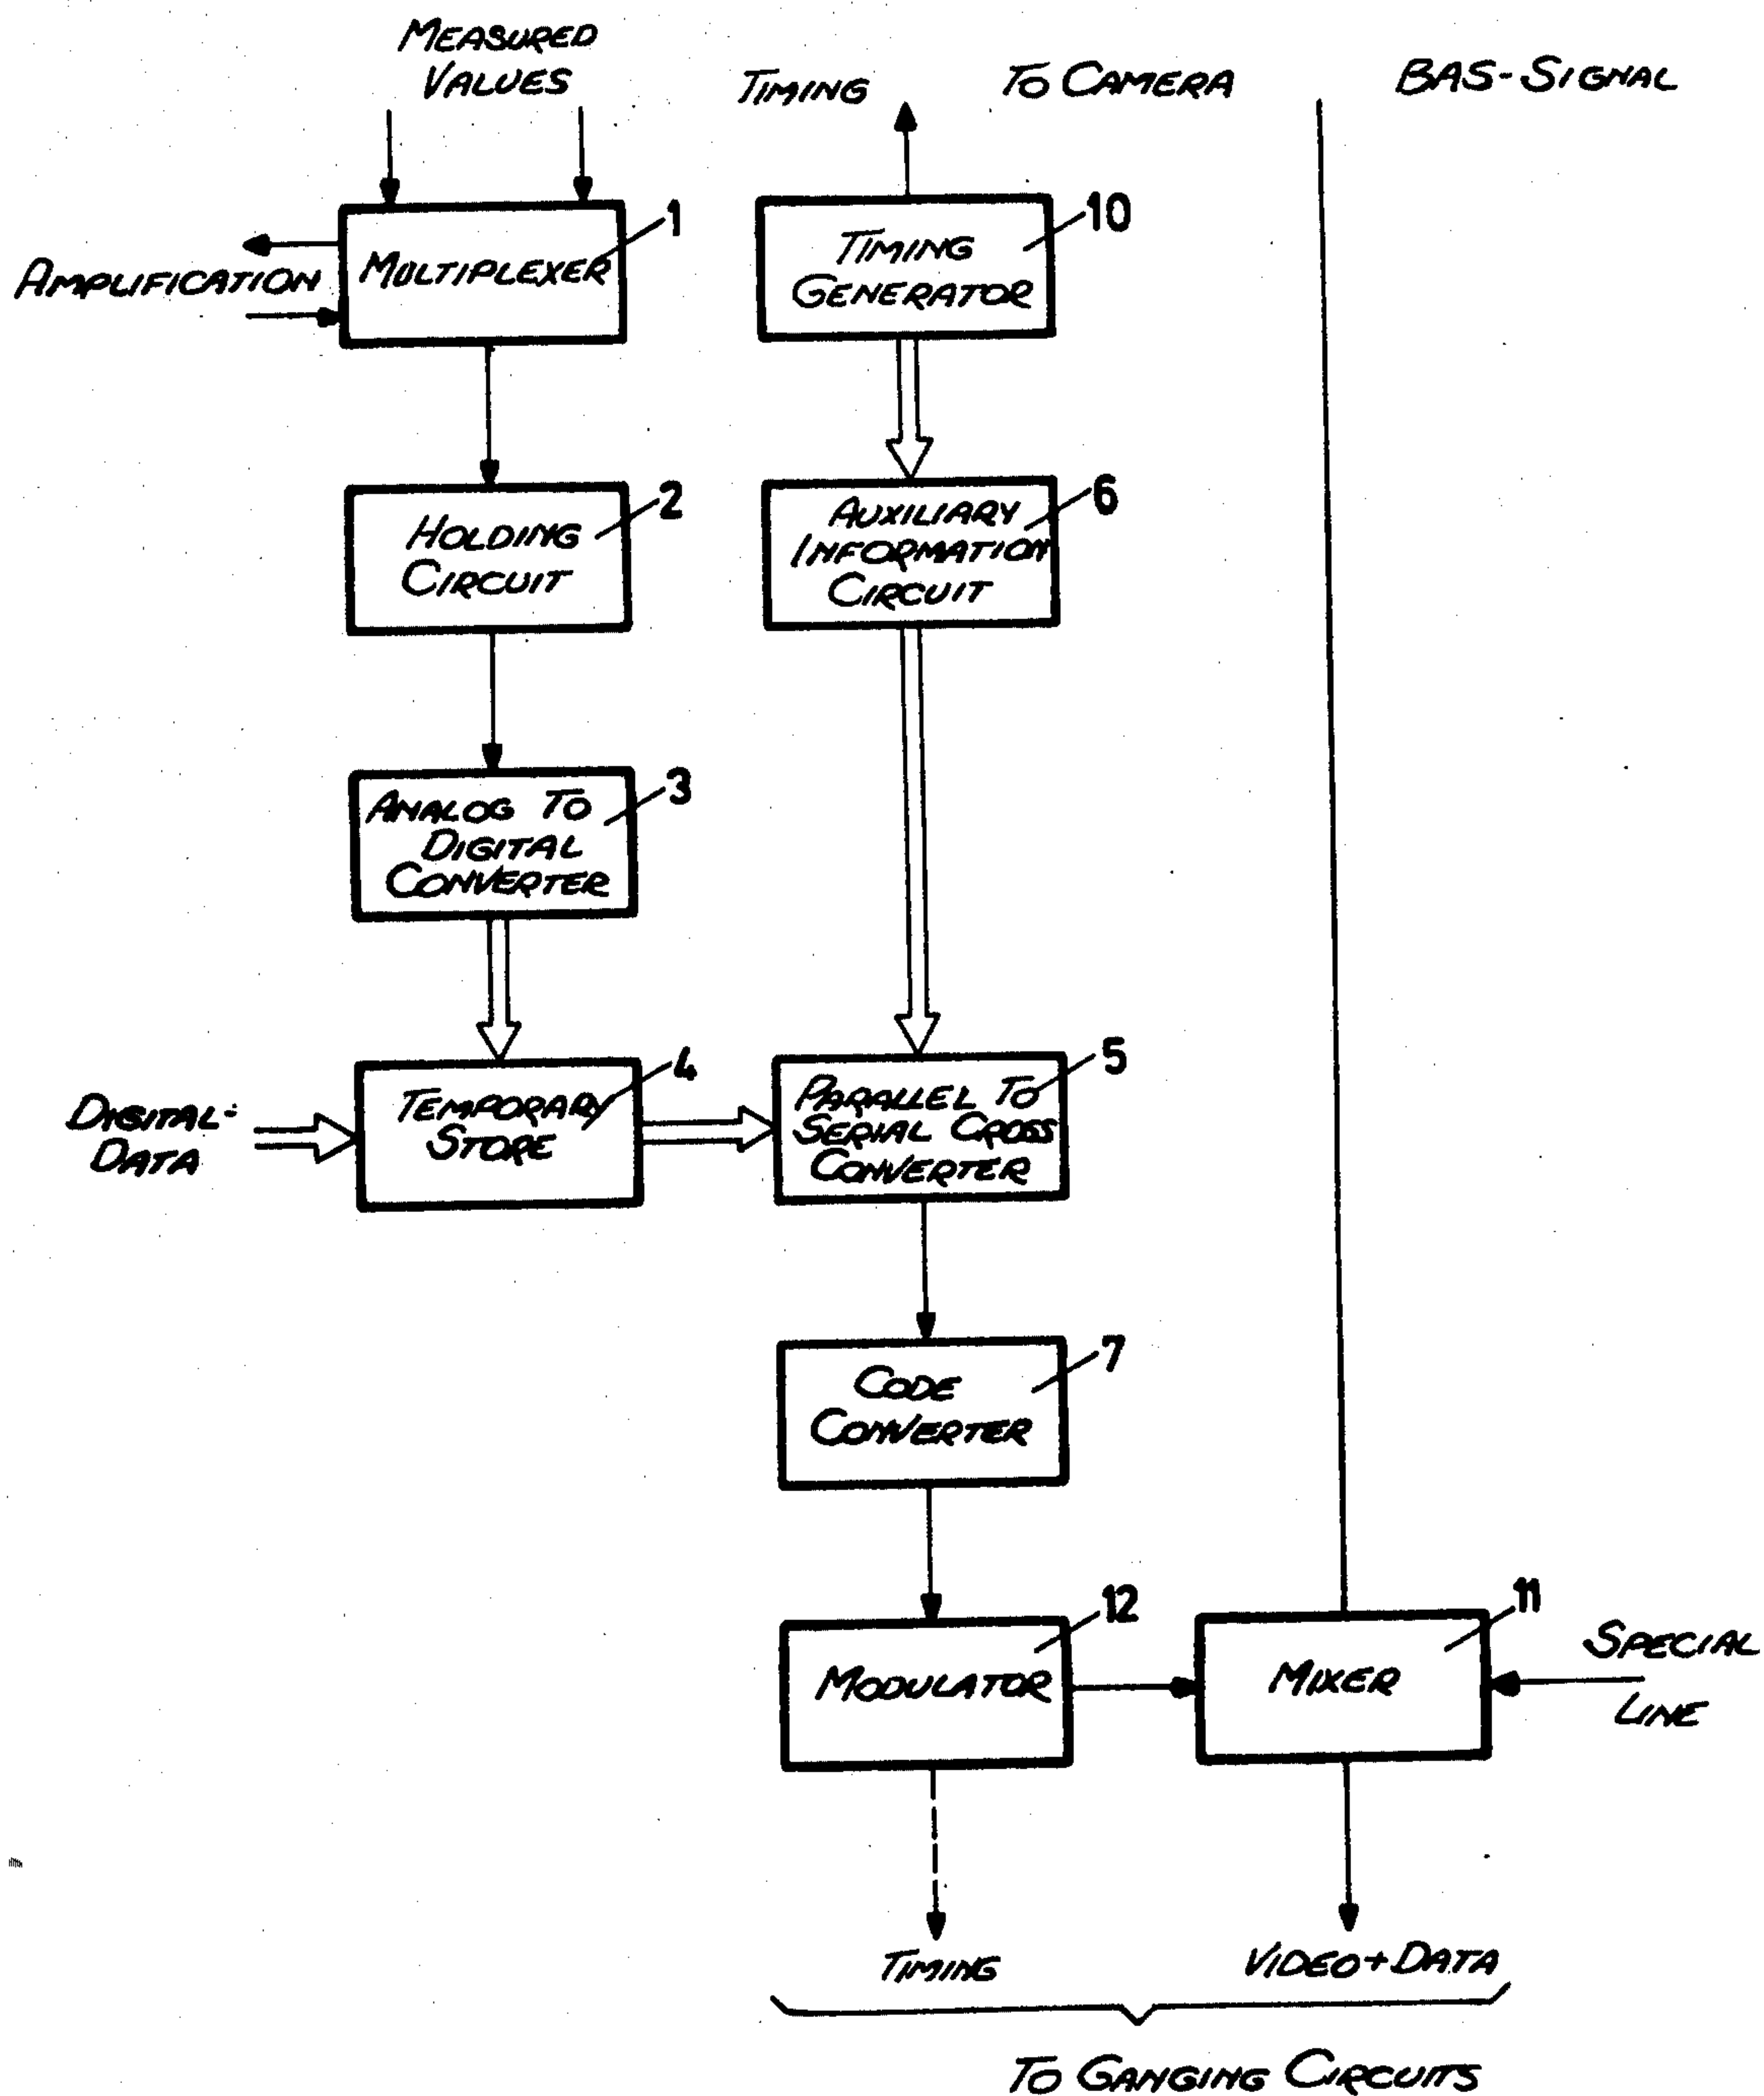 MEASURED
VALUES
TIMING
TO CAMERA
BAS-SIGNAL
AMPLIFICATION
MULTIPLEXER
1
TIMING
GENERATOR
10
HOLDING
CIRCUIT
2
AUXILIARY
INFORMATION
CIRCUIT
6
ANALOG TO
DIGITAL
CONVERTER
3
DIGITAL-
DATA
TEMPORARY
STORE
4
PARALLEL TO
SERIAL CROSS
CONVERTER
5
CODE
CONVERTER
7
MODULATOR
12
MIXER
11
SPECIAL
LINE
TIMING
VIDEO+DATA
TO GANGING CIRCUITS